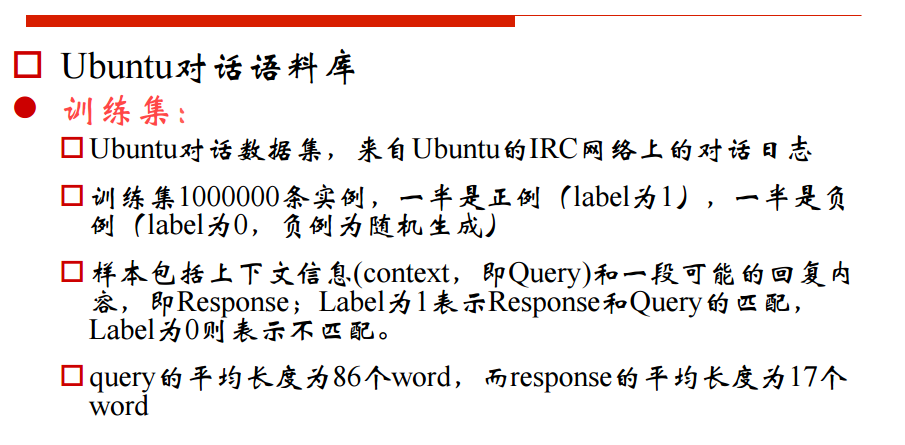 Ubuntu对话语料库
训练集：
Ubuntu对话数据集，来自Ubuntu的IRC网络上的对话日志
训练集1000000条实例，一半是正例（label为1），一半是负
例（label为0，负例为随机生成）
样本包括上下文信息(context，即Query)和一段可能的回复内
容，即Response；Label为1表示Response和Query的匹配，
Label为0则表示不匹配。
query的平均长度为86个word，而response的平均长度为17个
word